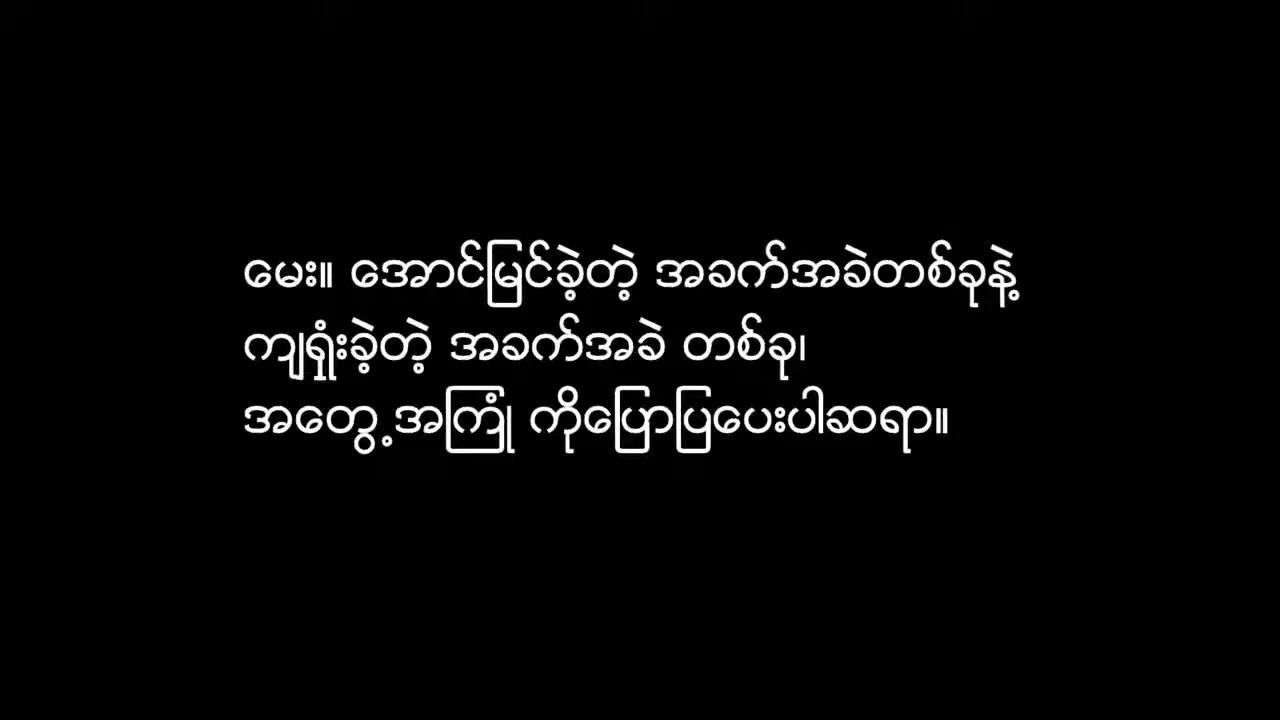 မေး။ အောင်မြင်ခဲ့တဲ့ အခက်အခဲတစ်ခုနဲ့
ကျရှုံးခဲ့တဲ့ အခက်အခဲ တစ်ခု၊
အတွေ့အကြုံ ကိုပြောပြပေးပါဆရာ။